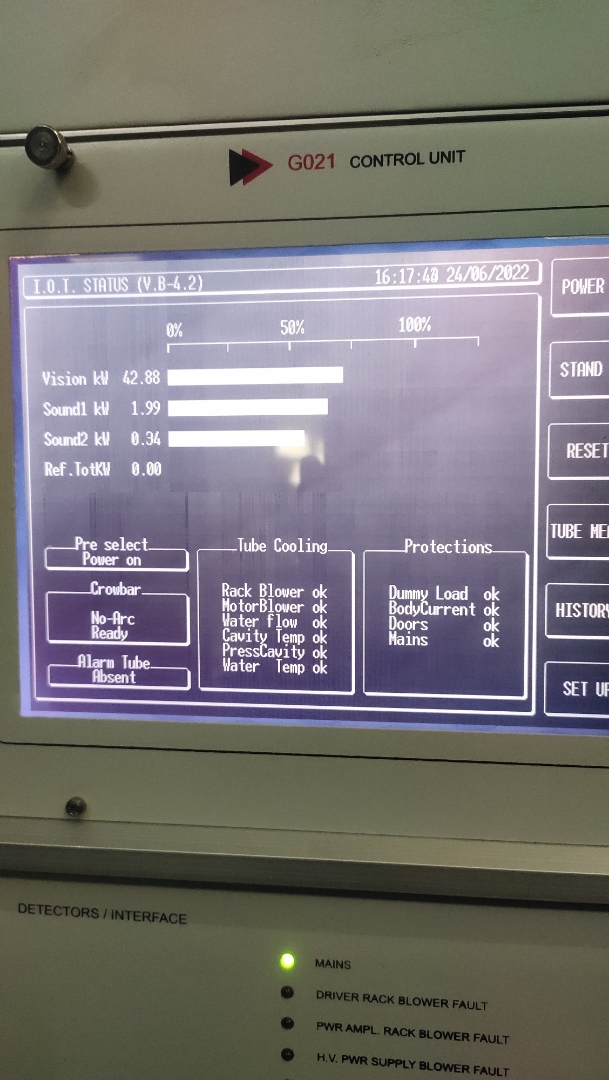 G021 CONTROL UNIT
I.O.T. STATUS (V.B-4.2) 16:17:48 24/06/2022
POWER
0% 50% 100%
Vision kW 42.88
STAND
Sound1 kW 1.99
Sound2 kW 0.34
RESET
Ref.TotKW 0.00
TUBE ME
Pre select
Power on
Crowbar
No-Arc
Ready
Alarm Tube
Absent
Tube Cooling
Rack Blower ok
MotorBlower ok
Water flow ok
Cavity Temp ok
PressCavity ok
Water Temp ok
Protections
Dummy Load ok
BodyCurrent ok
Doors ok
Mains ok
HISTORY
SET UP
DETECTORS / INTERFACE
MAINS
DRIVER RACK BLOWER FAULT
PWR AMPL. RACK BLOWER FAULT
H.V. PWR SUPPLY BLOWER FAULT